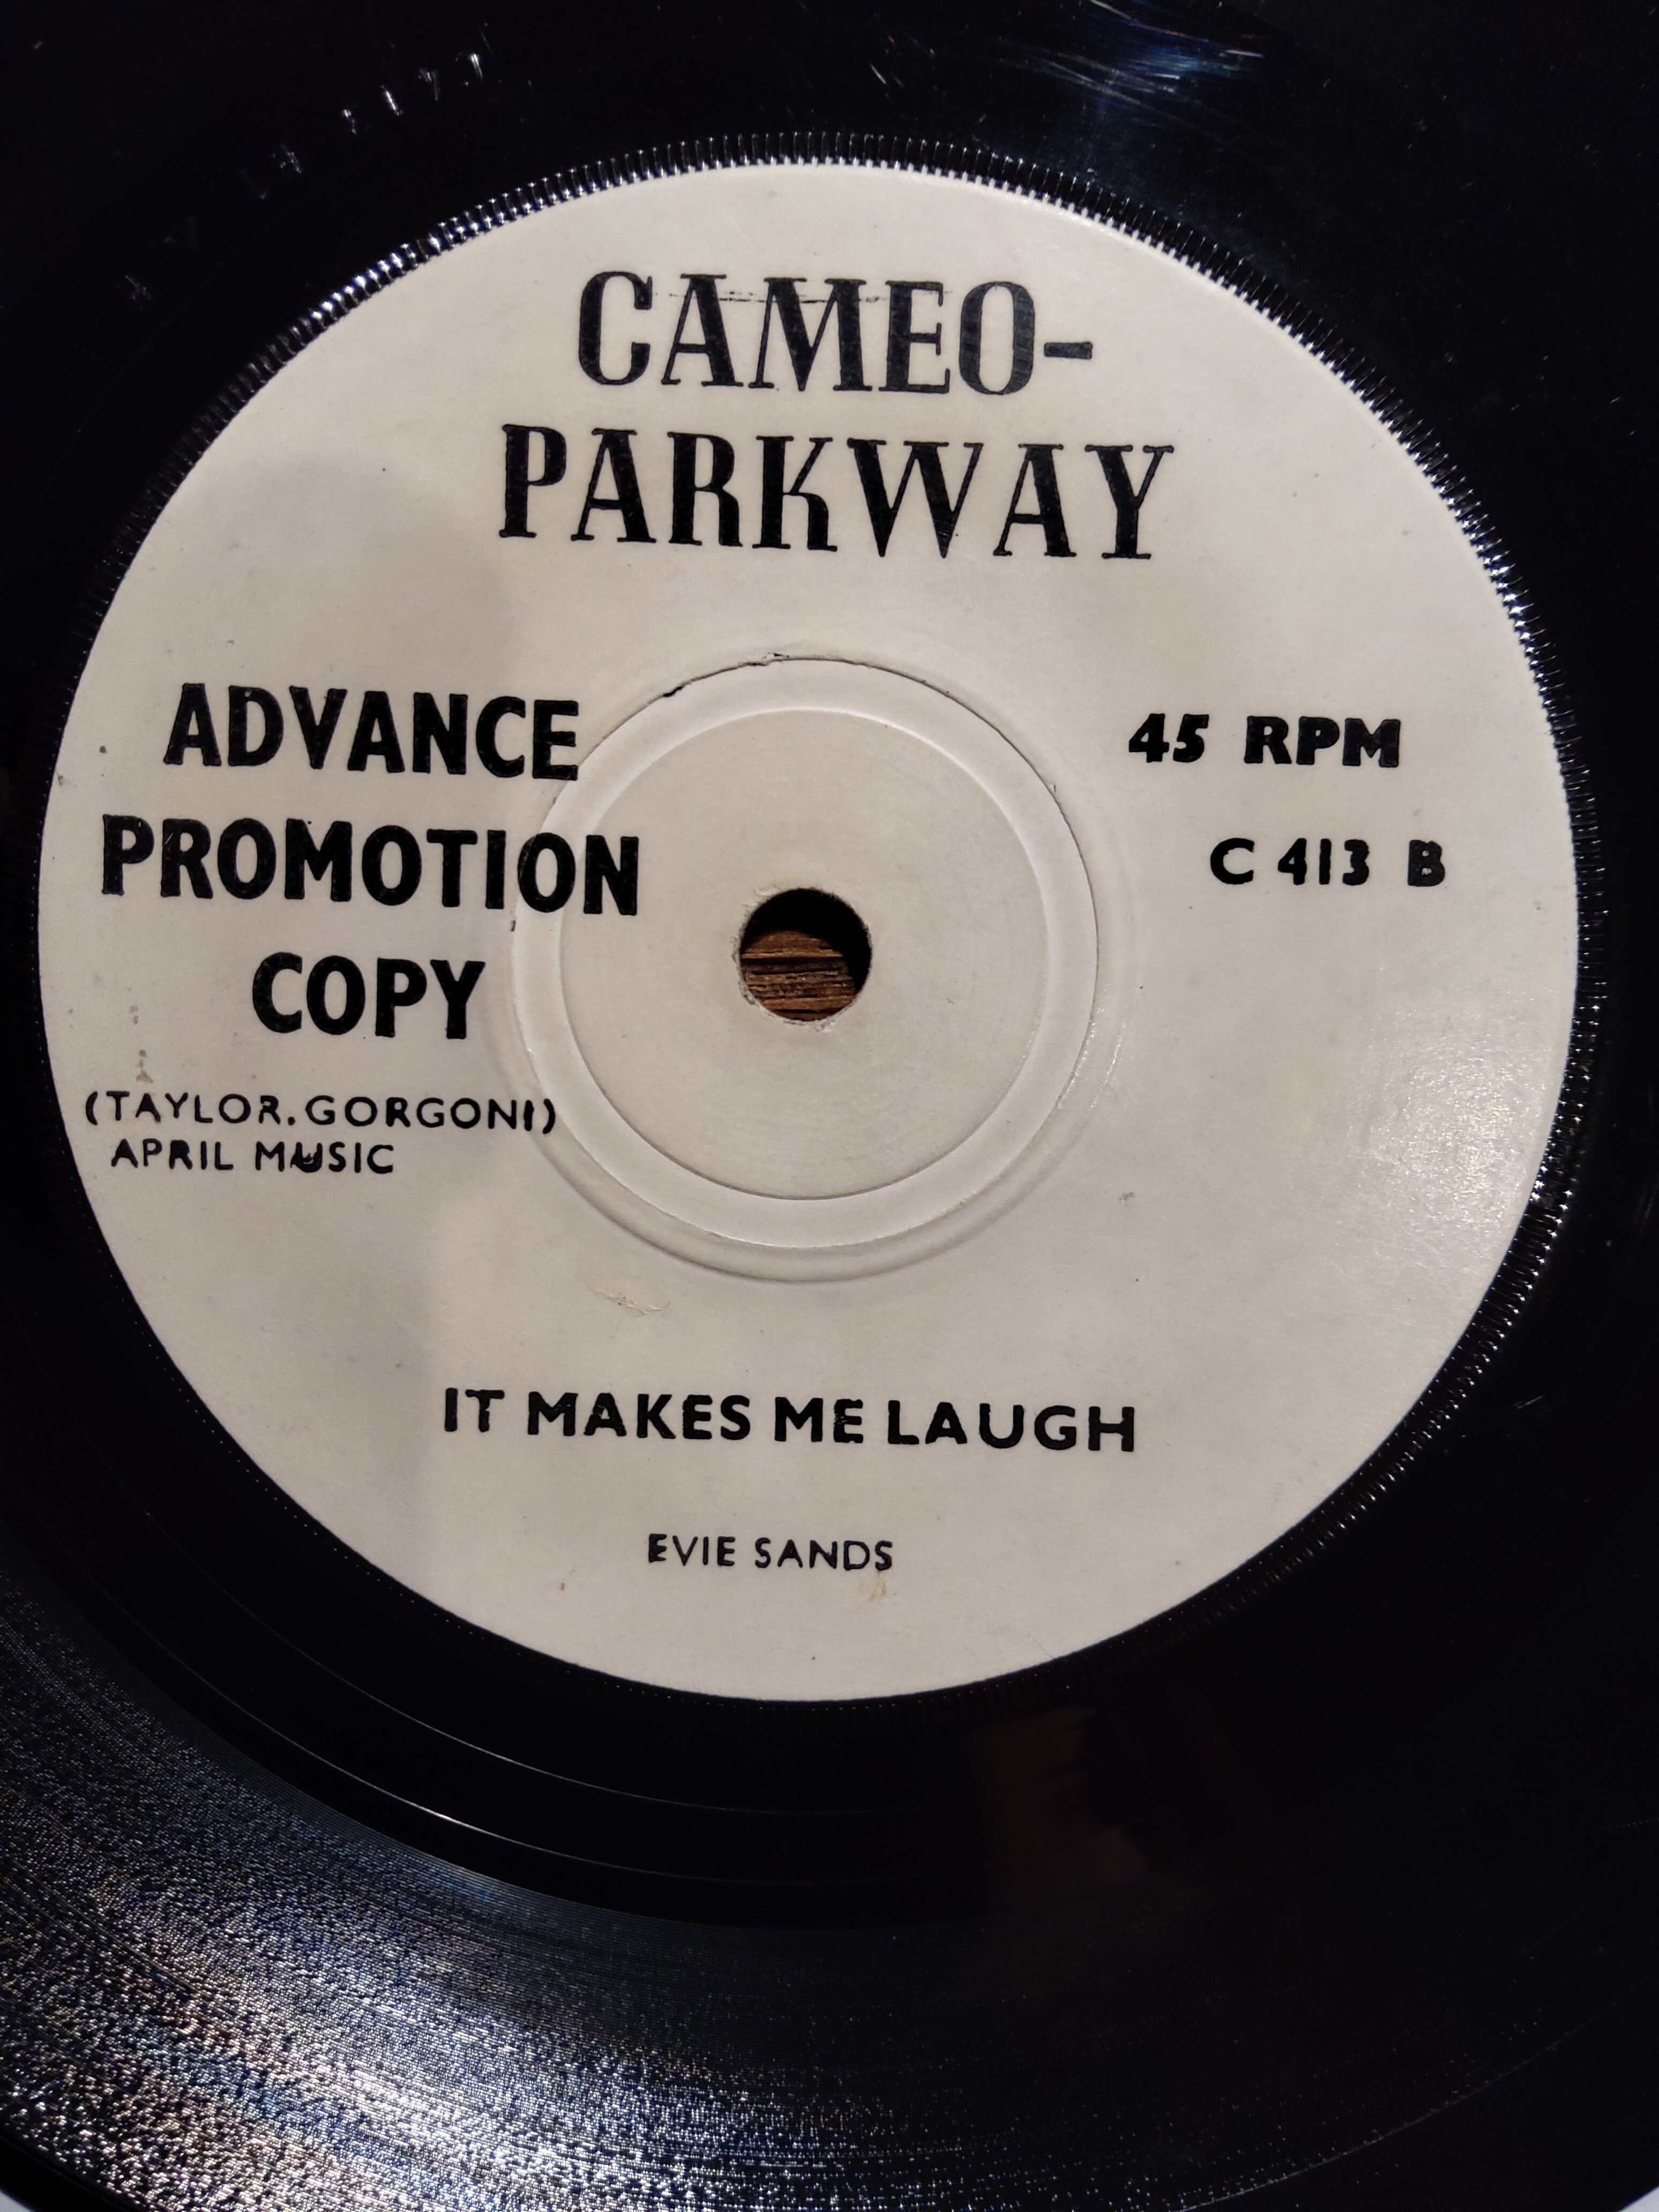 CAMEO-
PARKWAY
ADVANCE
PROMOTION
COPY
45 RPM
C 413 B
(TAYLOR. GORGONI)
APRIL MUSIC
IT MAKES ME LAUGH
EVIE SANDS